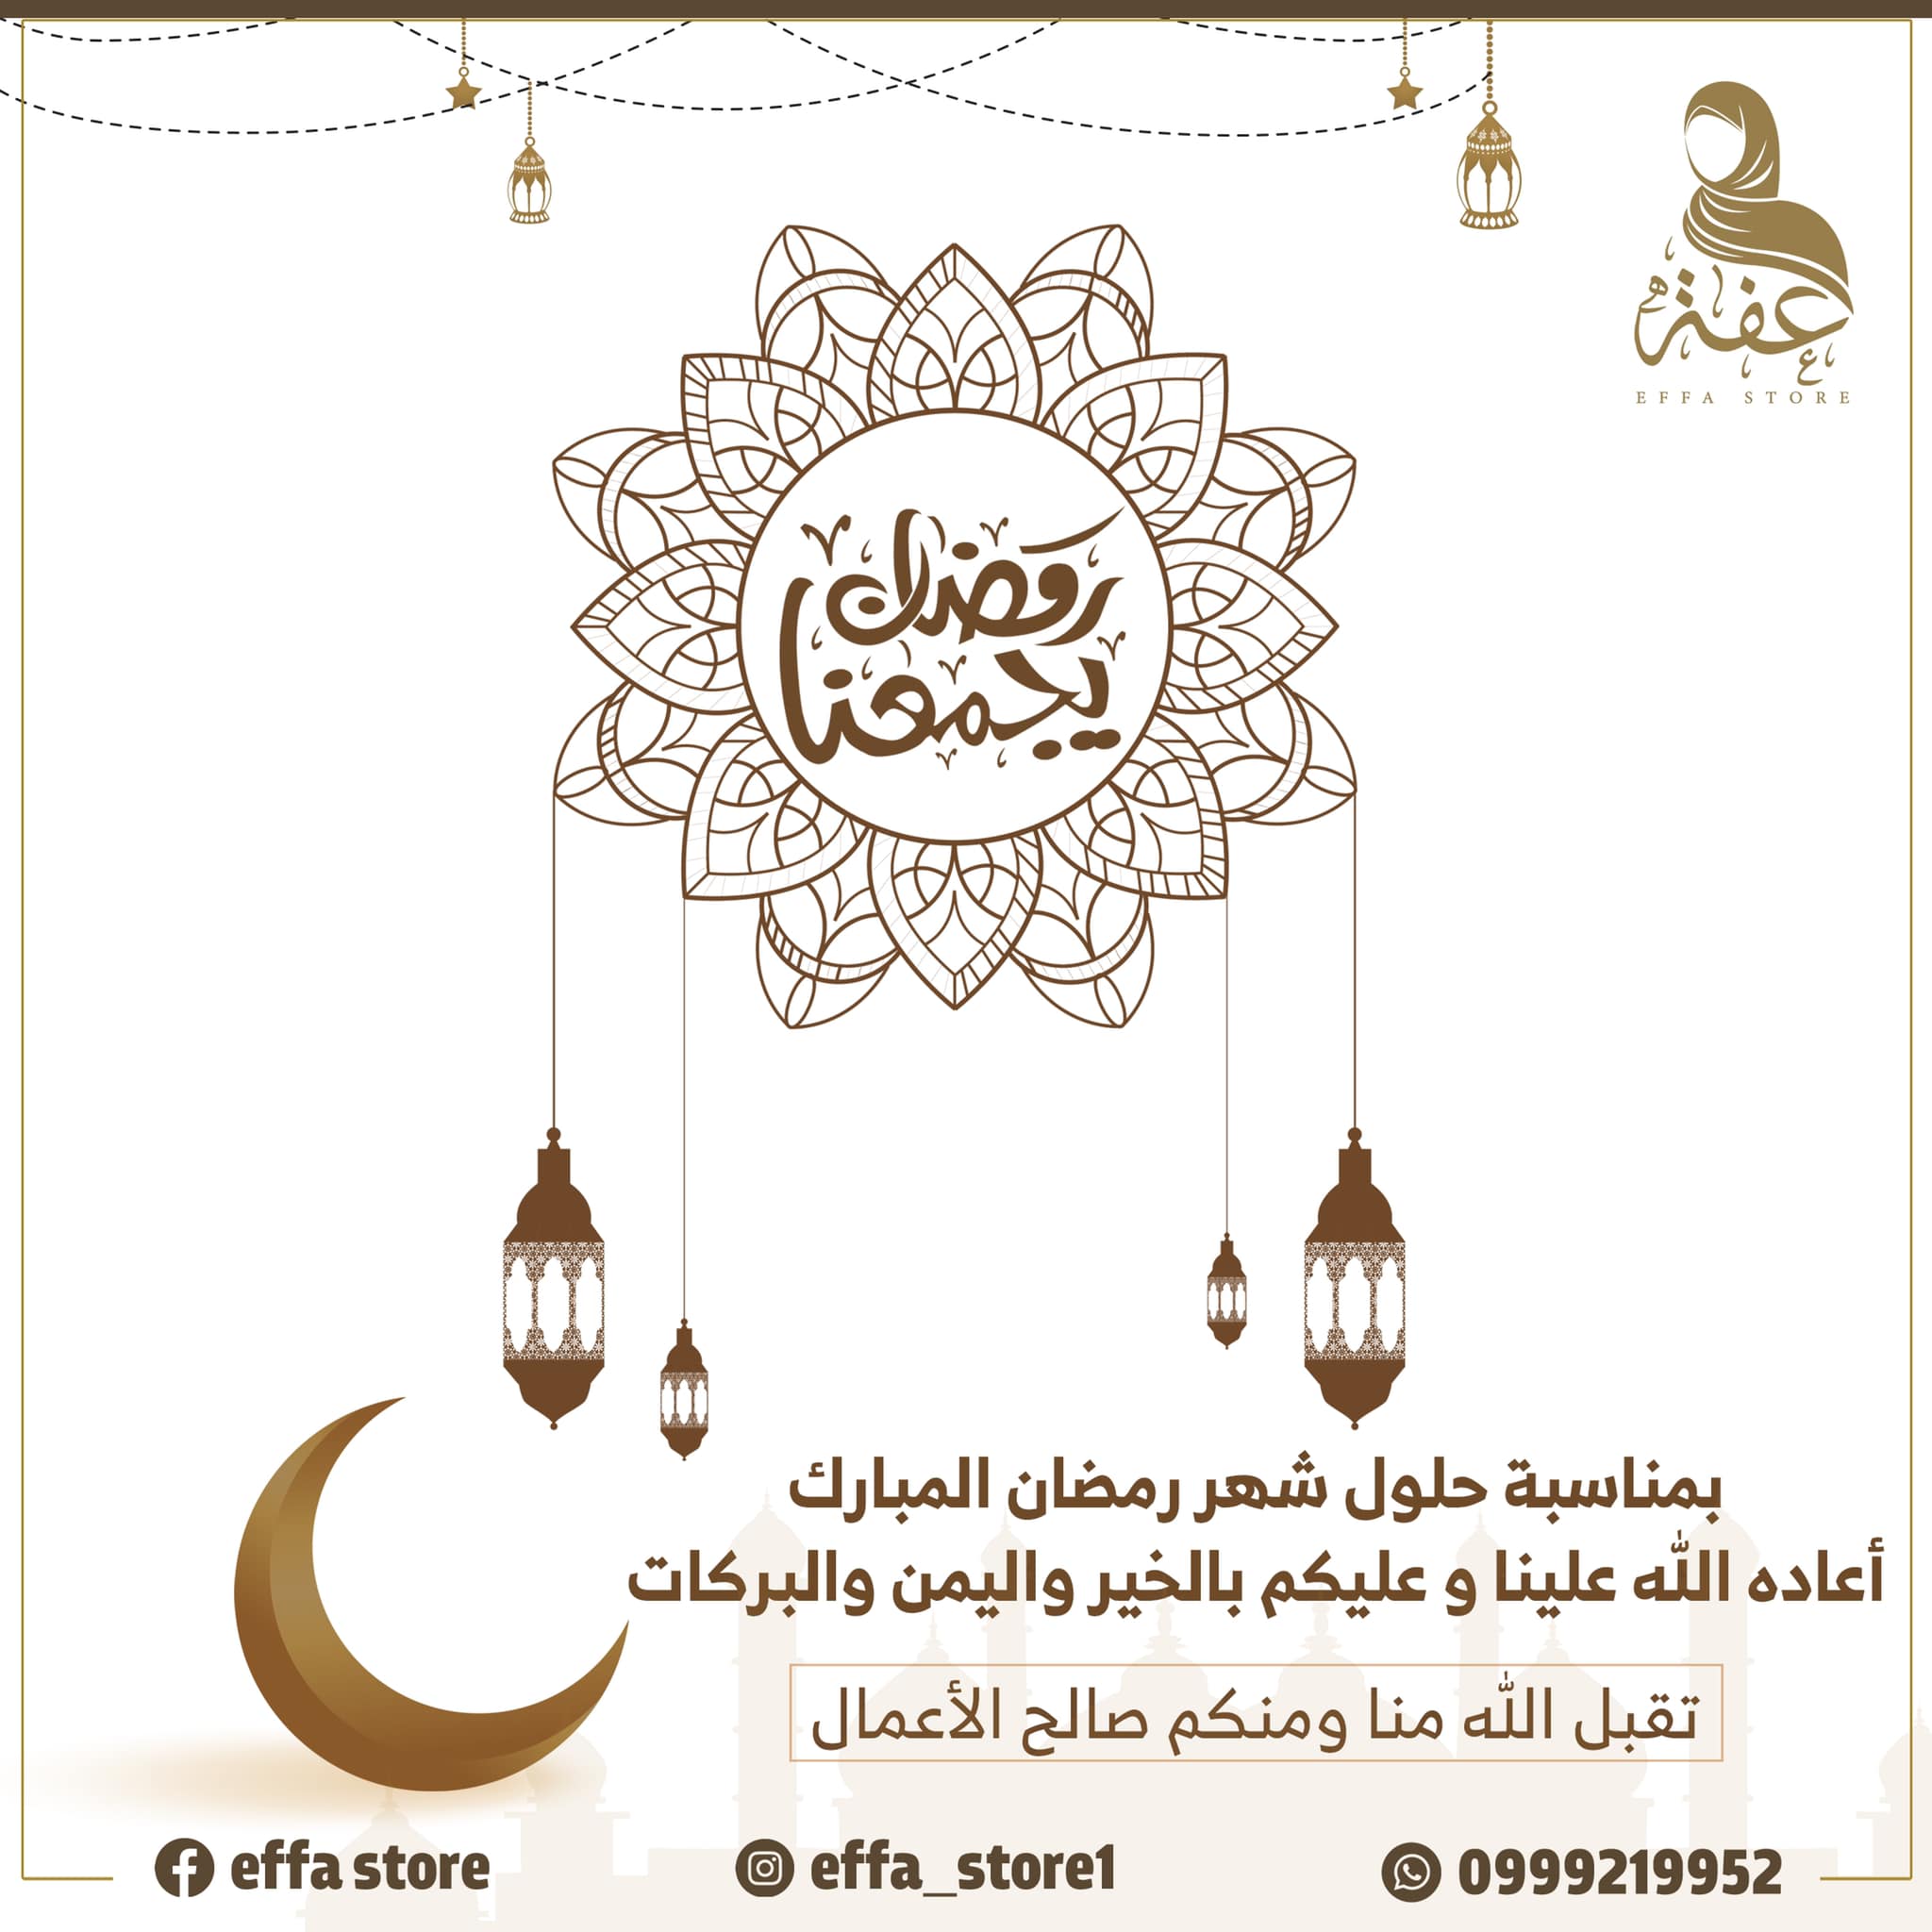 عفة
EFFA STORE
رمضان
يجمعنا
بمناسبة حلول شهر رمضان المبارك
أعاده الله علينا و عليكم بالخير واليمن والبركات
تقبل الله منا ومنكم صالح الأعمال
effa store
effa_store1
0999219952